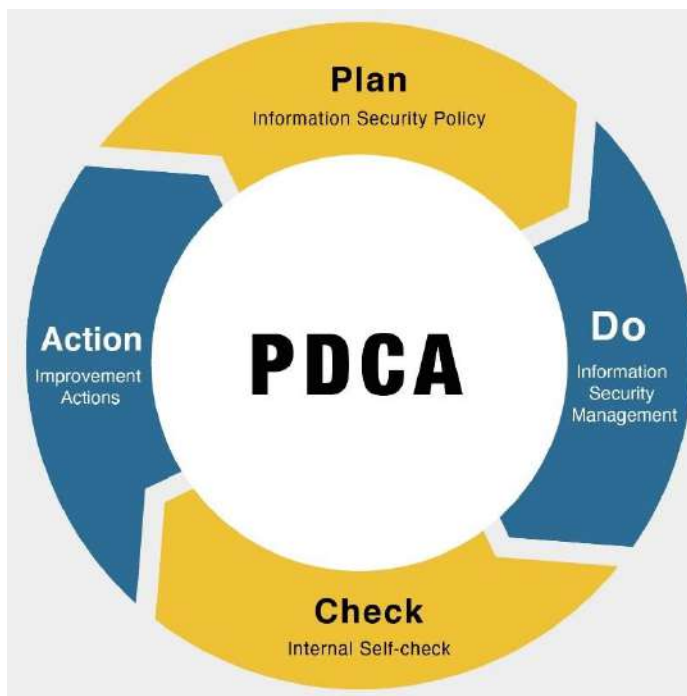 Plan
Information Security Policy
Do
Information
Security
Management
Check
Internal Self-check
Action
Improvement
Actions
PDCA